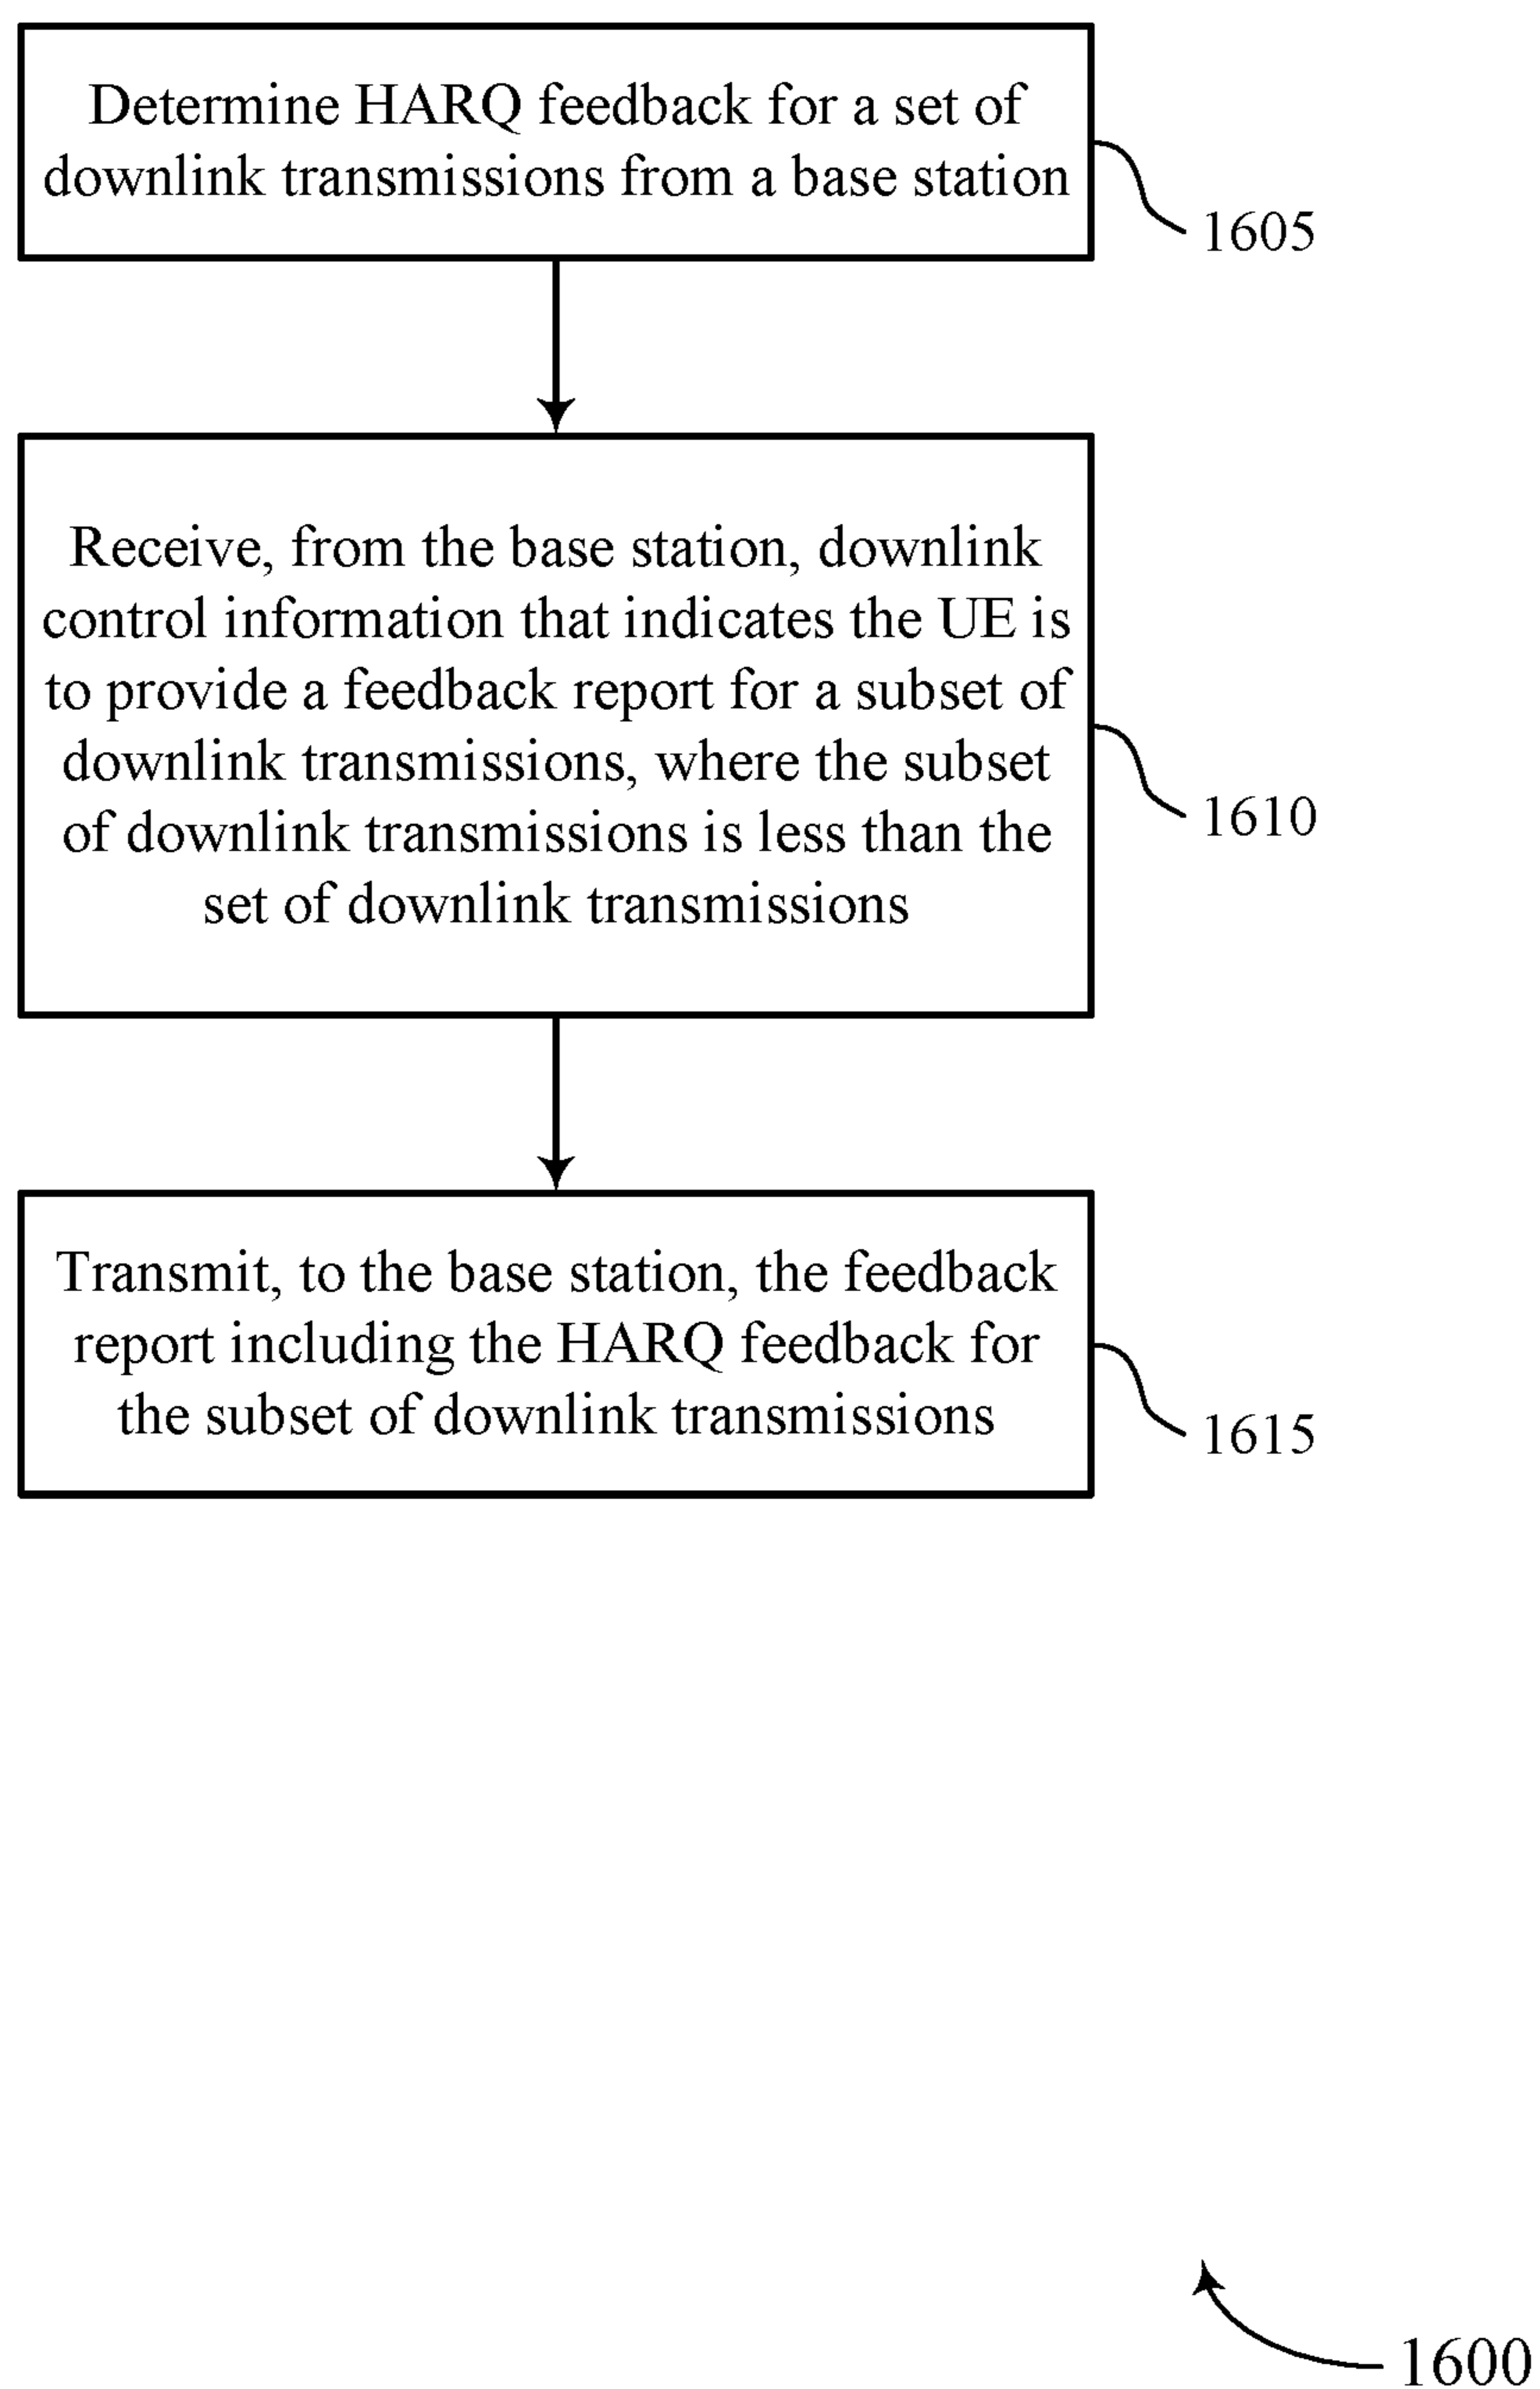 Determine HARQ feedback for a set of
downlink transmissions from a base station
1605
Receive, from the base station, downlink
control information that indicates the UE is
to provide a feedback report for a subset of
downlink transmissions, where the subset
of downlink transmissions is less than the
set of downlink transmissions
1610
Transmit, to the base station, the feedback
report including the HARQ feedback for
the subset of downlink transmissions
1615
1600